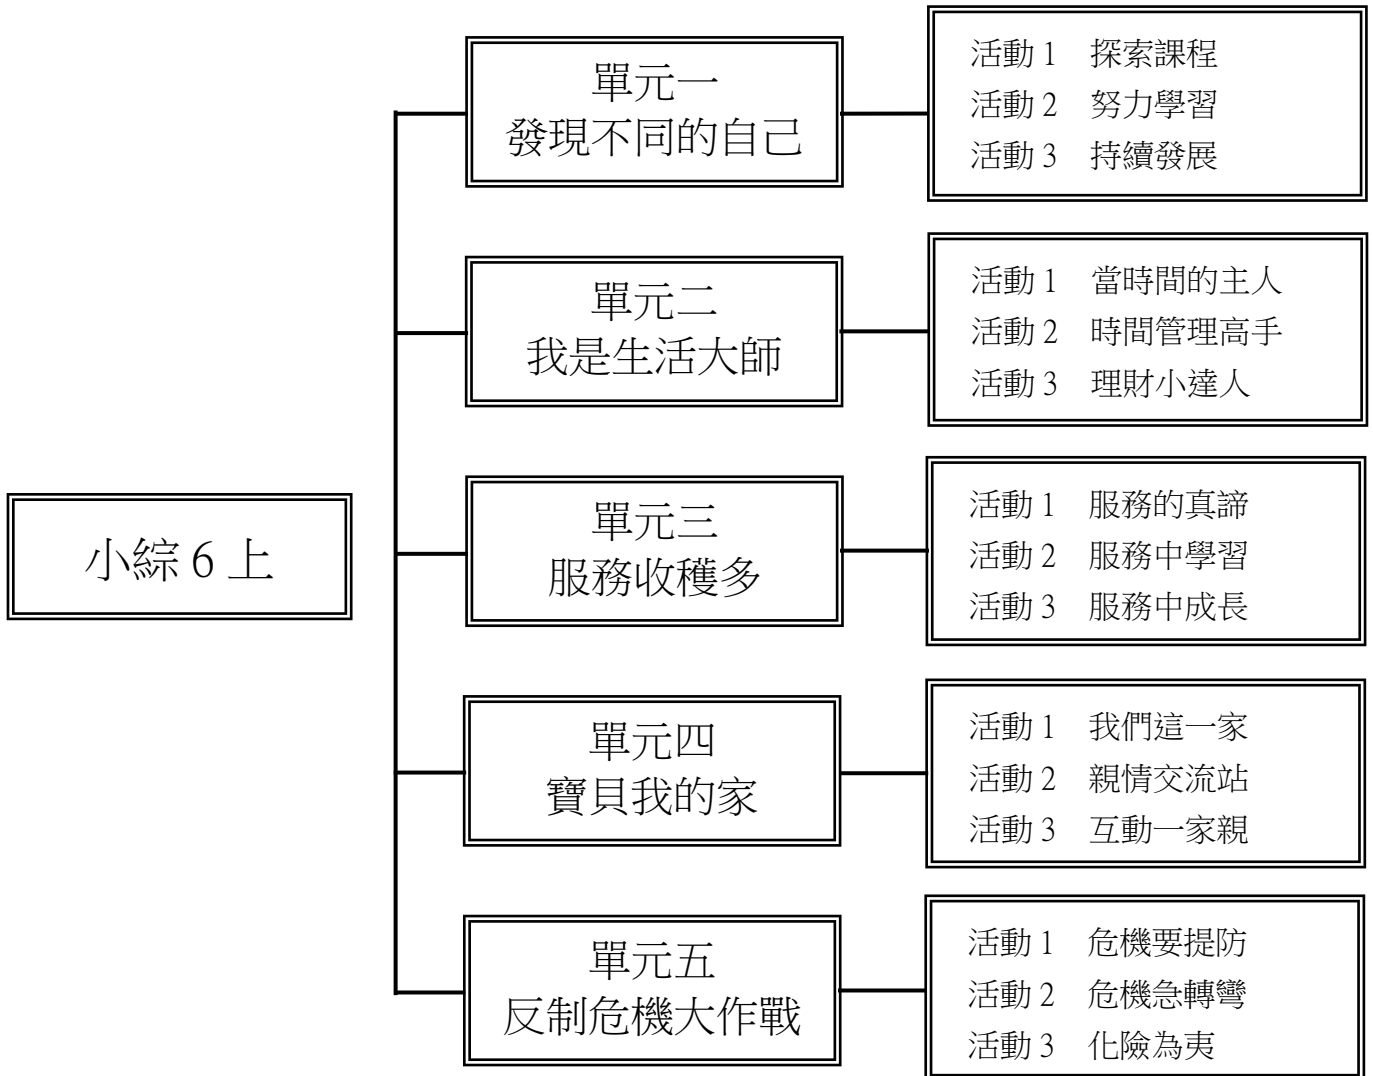 小綜 6 上
單元一
發現不同的自己
活動 1 探索課程
活動 2 努力學習
活動 3 持續發展
單元二
我是生活大師
活動 1 當時間的主人
活動 2 時間管理高手
活動 3 理財小達人
單元三
服務收穫多
活動 1 服務的真諦
活動 2 服務中學習
活動 3 服務中成長
單元四
寶貝我的家
活動 1 我們這一家
活動 2 親情交流站
活動 3 互動一家親
單元五
反制危機大作戰
活動 1 危機要提防
活動 2 危機急轉彎
活動 3 化險為夷